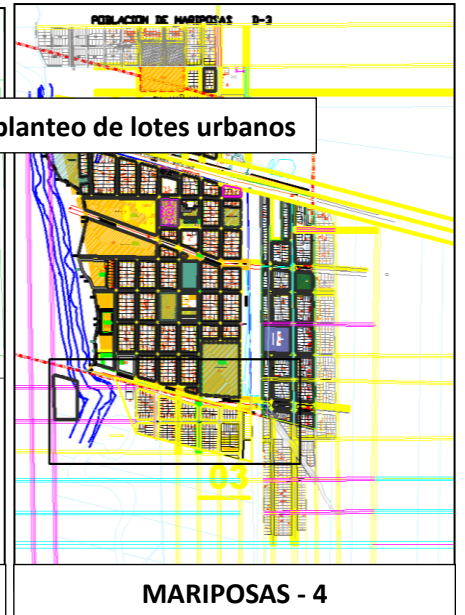 POBLACION DE MARIPOSAS D-3
planteo de lotes urbanos
03
MARIPOSAS - 4